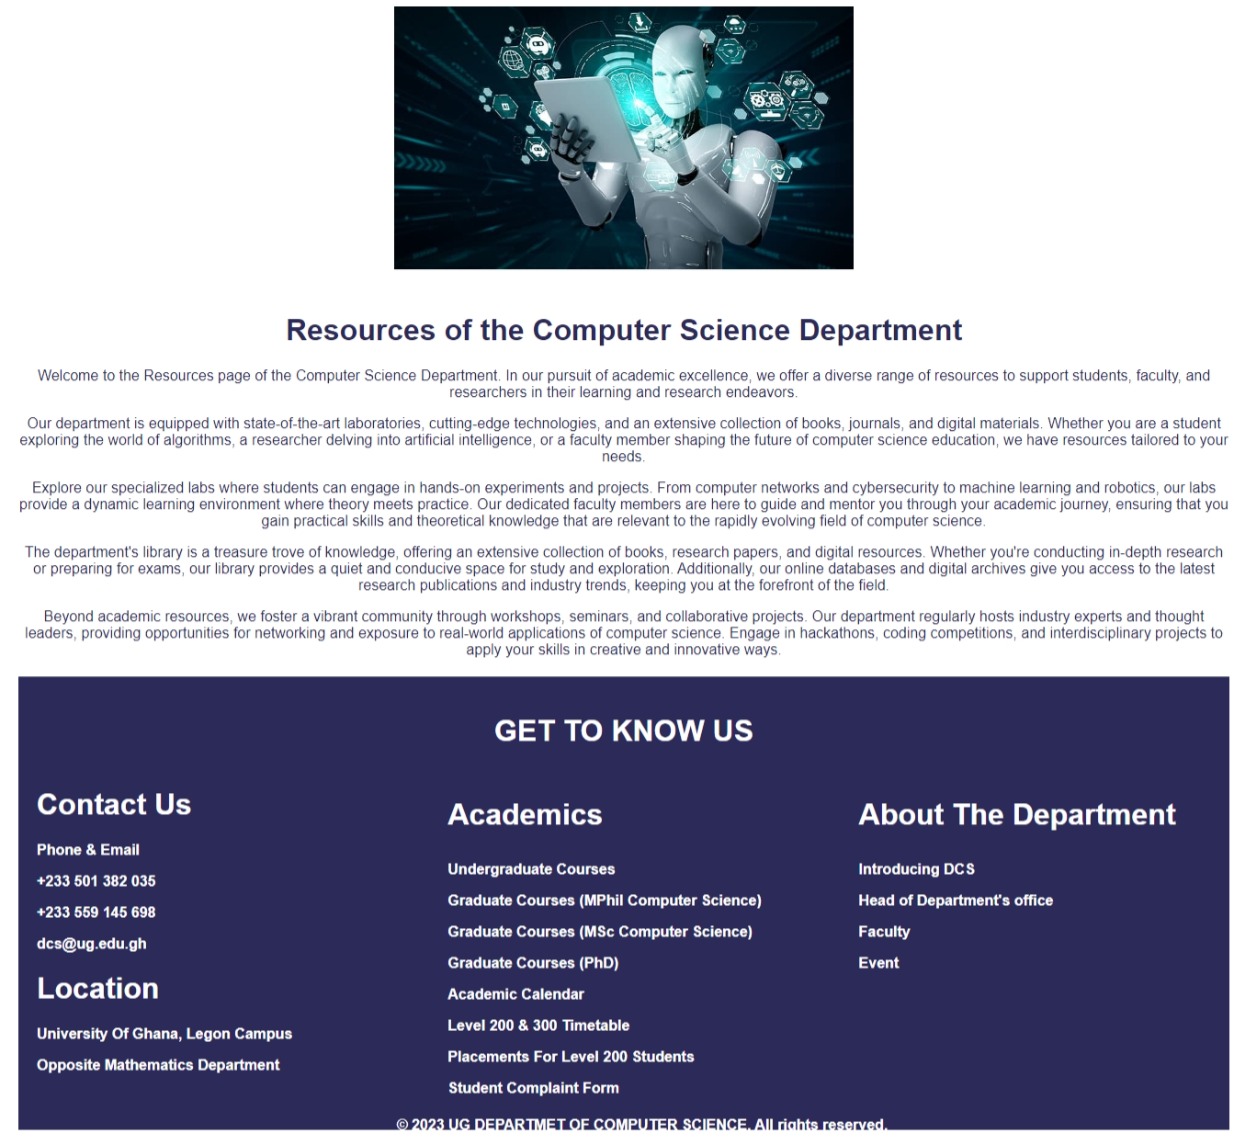 Resources of the Computer Science Department
Welcome to the Resources page of the Computer Science Department. In our pursuit of academic excellence, we offer a diverse range of resources to support students, faculty, and
researchers in their learning and research endeavors.
Our department is equipped with state-of-the-art laboratories, cutting-edge technologies, and an extensive collection of books, journals, and digital materials. Whether you are a student
exploring the world of algorithms, a researcher delving into artificial intelligence, or a faculty member shaping the future of computer science education, we have resources tailored to your
needs.
Explore our specialized labs where students can engage in hands-on experiments and projects. From computer networks and cybersecurity to machine learning and robotics, our labs
provide a dynamic learning environment where theory meets practice. Our dedicated faculty members are here to guide and mentor you through your academic journey, ensuring that you
gain practical skills and theoretical knowledge that are relevant to the rapidly evolving field of computer science.
The department's library is a treasure trove of knowledge, offering an extensive collection of books, research papers, and digital resources. Whether you're conducting in-depth research
or preparing for exams, our library provides a quiet and conducive space for study and exploration. Additionally, our online databases and digital archives give you access to the latest
research publications and industry trends, keeping you at the forefront of the field.
Beyond academic resources, we foster a vibrant community through workshops, seminars, and collaborative projects. Our department regularly hosts industry experts and thought
leaders, providing opportunities for networking and exposure to real-world applications of computer science. Engage in hackathons, coding competitions, and interdisciplinary projects to
apply your skills in creative and innovative ways.
GET TO KNOW US
Contact Us
Phone & Email
+233 501 382 035
+233 559 145 698
dcs@ug.edu.gh
Location
University Of Ghana, Legon Campus
Opposite Mathematics Department
Academics
Undergraduate Courses
Graduate Courses (MPhil Computer Science)
Graduate Courses (MSc Computer Science)
Graduate Courses (PhD)
Academic Calendar
Level 200 & 300 Timetable
Placements For Level 200 Students
Student Complaint Form
About The Department
Introducing DCS
Head of Department's office
Faculty
Event
© 2023 UG DEPARTMET OF COMPUTER SCIENCE. All rights reserved.